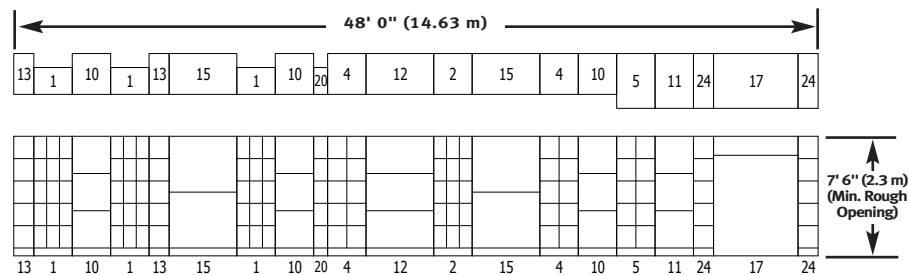 48' 0" (14.63 m)
13 1 10 1 13 15 1 10 20 4 12 2 15 4 10 5 11 24 17 24
7' 6" (2.3 m)
(Min. Rough
Opening)
13 1 10 1 13 15 1 10 20 4 12 2 15 4 10 5 11 24 17 24